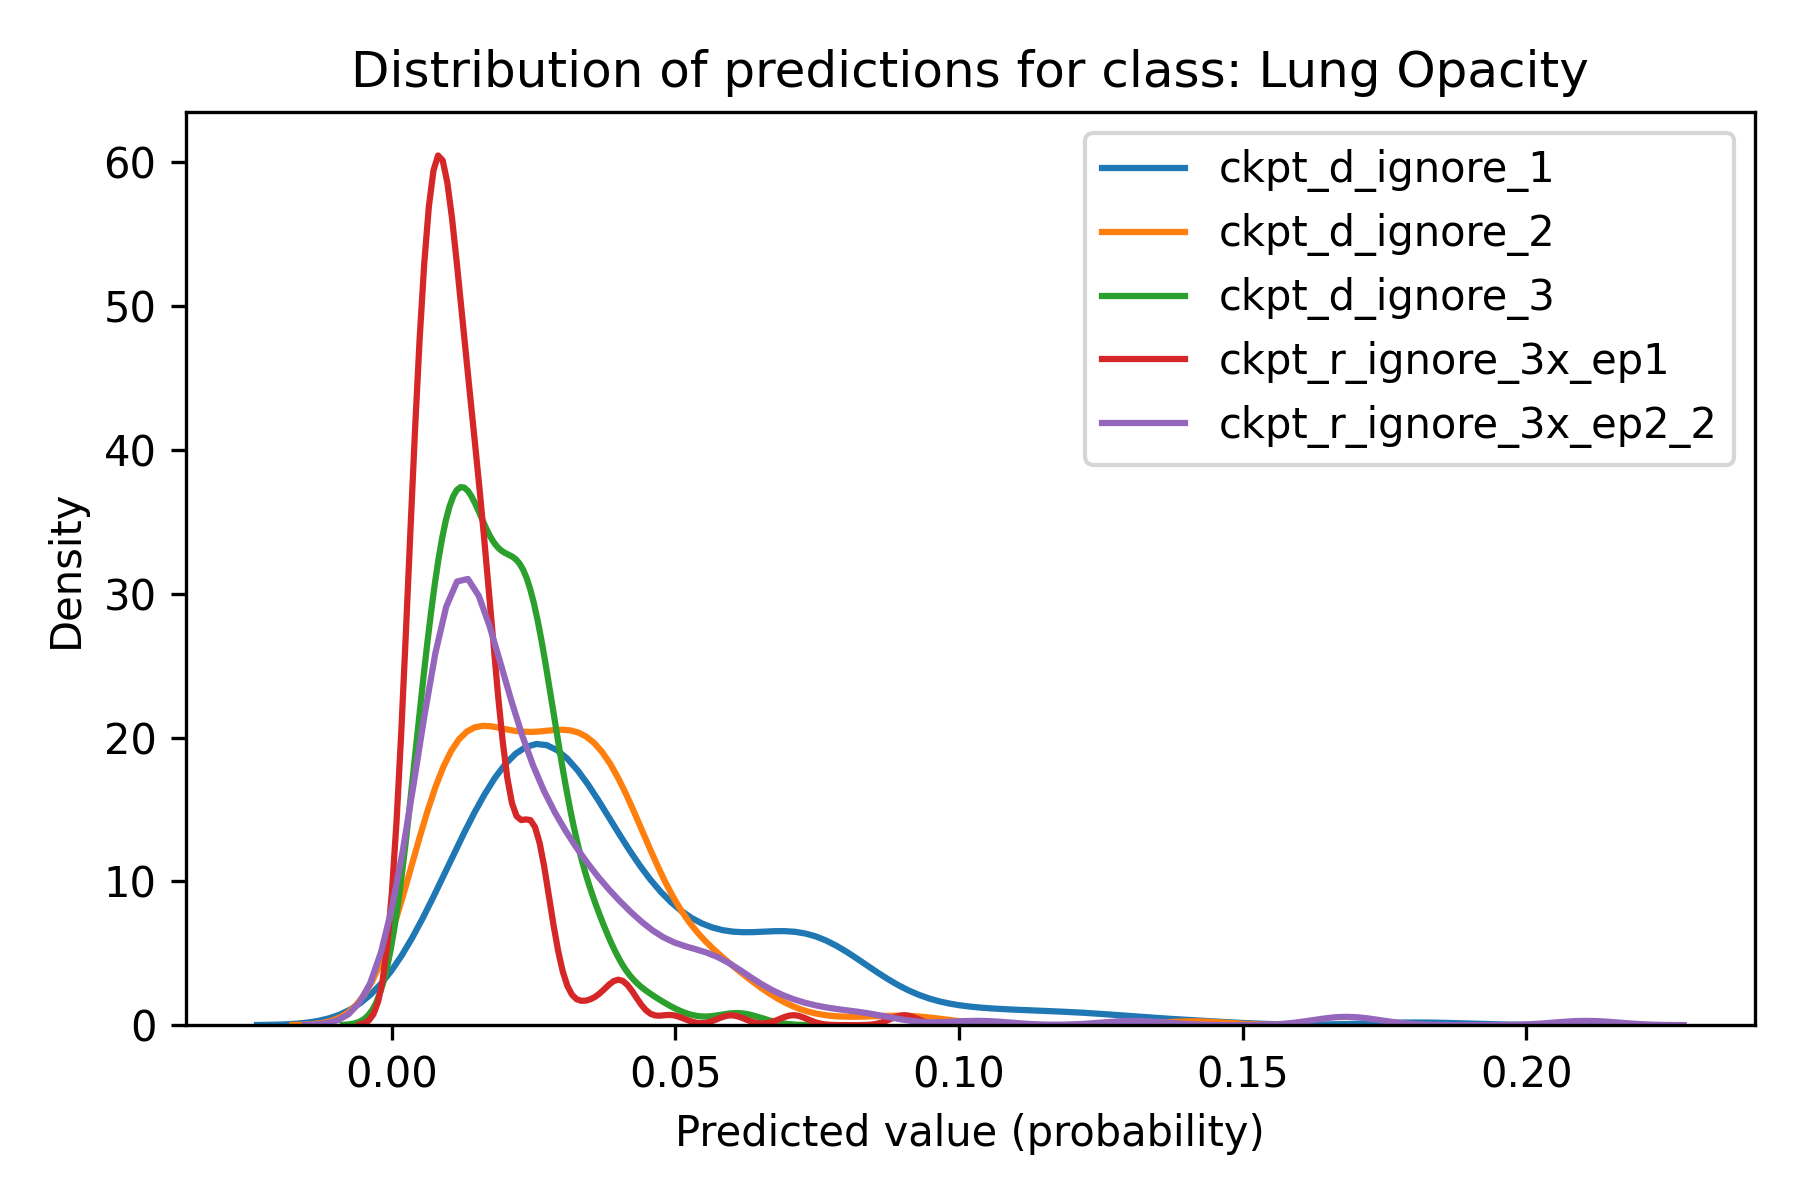 Distribution of predictions for class: Lung Opacity
ckpt_d_ignore_1
ckpt_d_ignore_2
ckpt_d_ignore_3
ckpt_r_ignore_3x_ep1
ckpt_r_ignore_3x_ep2_2
Density
60
50
40
30
20
10
0
0.00 0.05 0.10 0.15 0.20
Predicted value (probability)